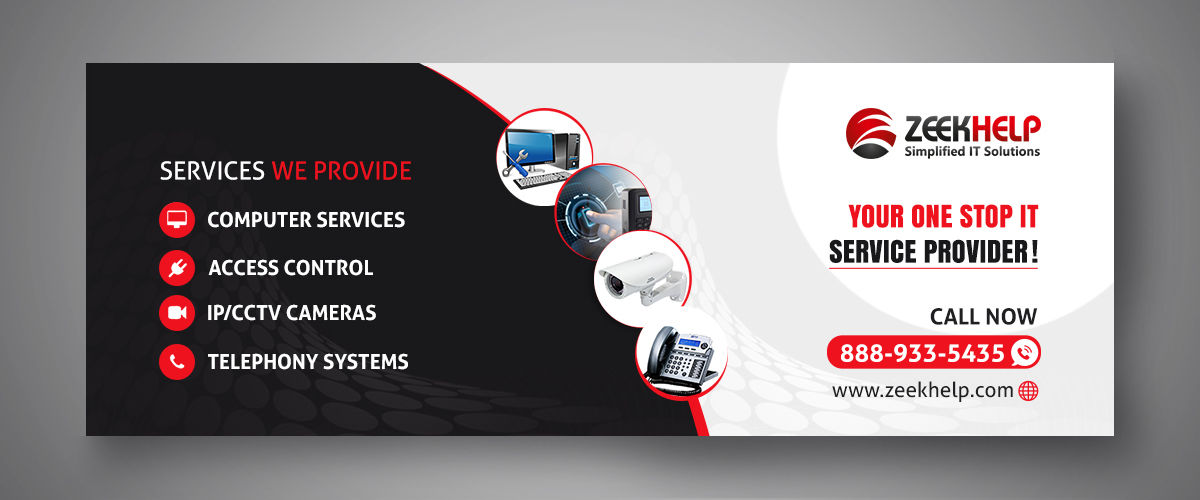 SERVICES WE PROVIDE
COMPUTER SERVICES
ACCESS CONTROL
IP/CCTV CAMERAS
TELEPHONY SYSTEMS
ZEEKHELP
Simplified IT Solutions
YOUR ONE STOP IT
SERVICE PROVIDER!
CALL NOW
888-933-5435
www.zeekhelp.com